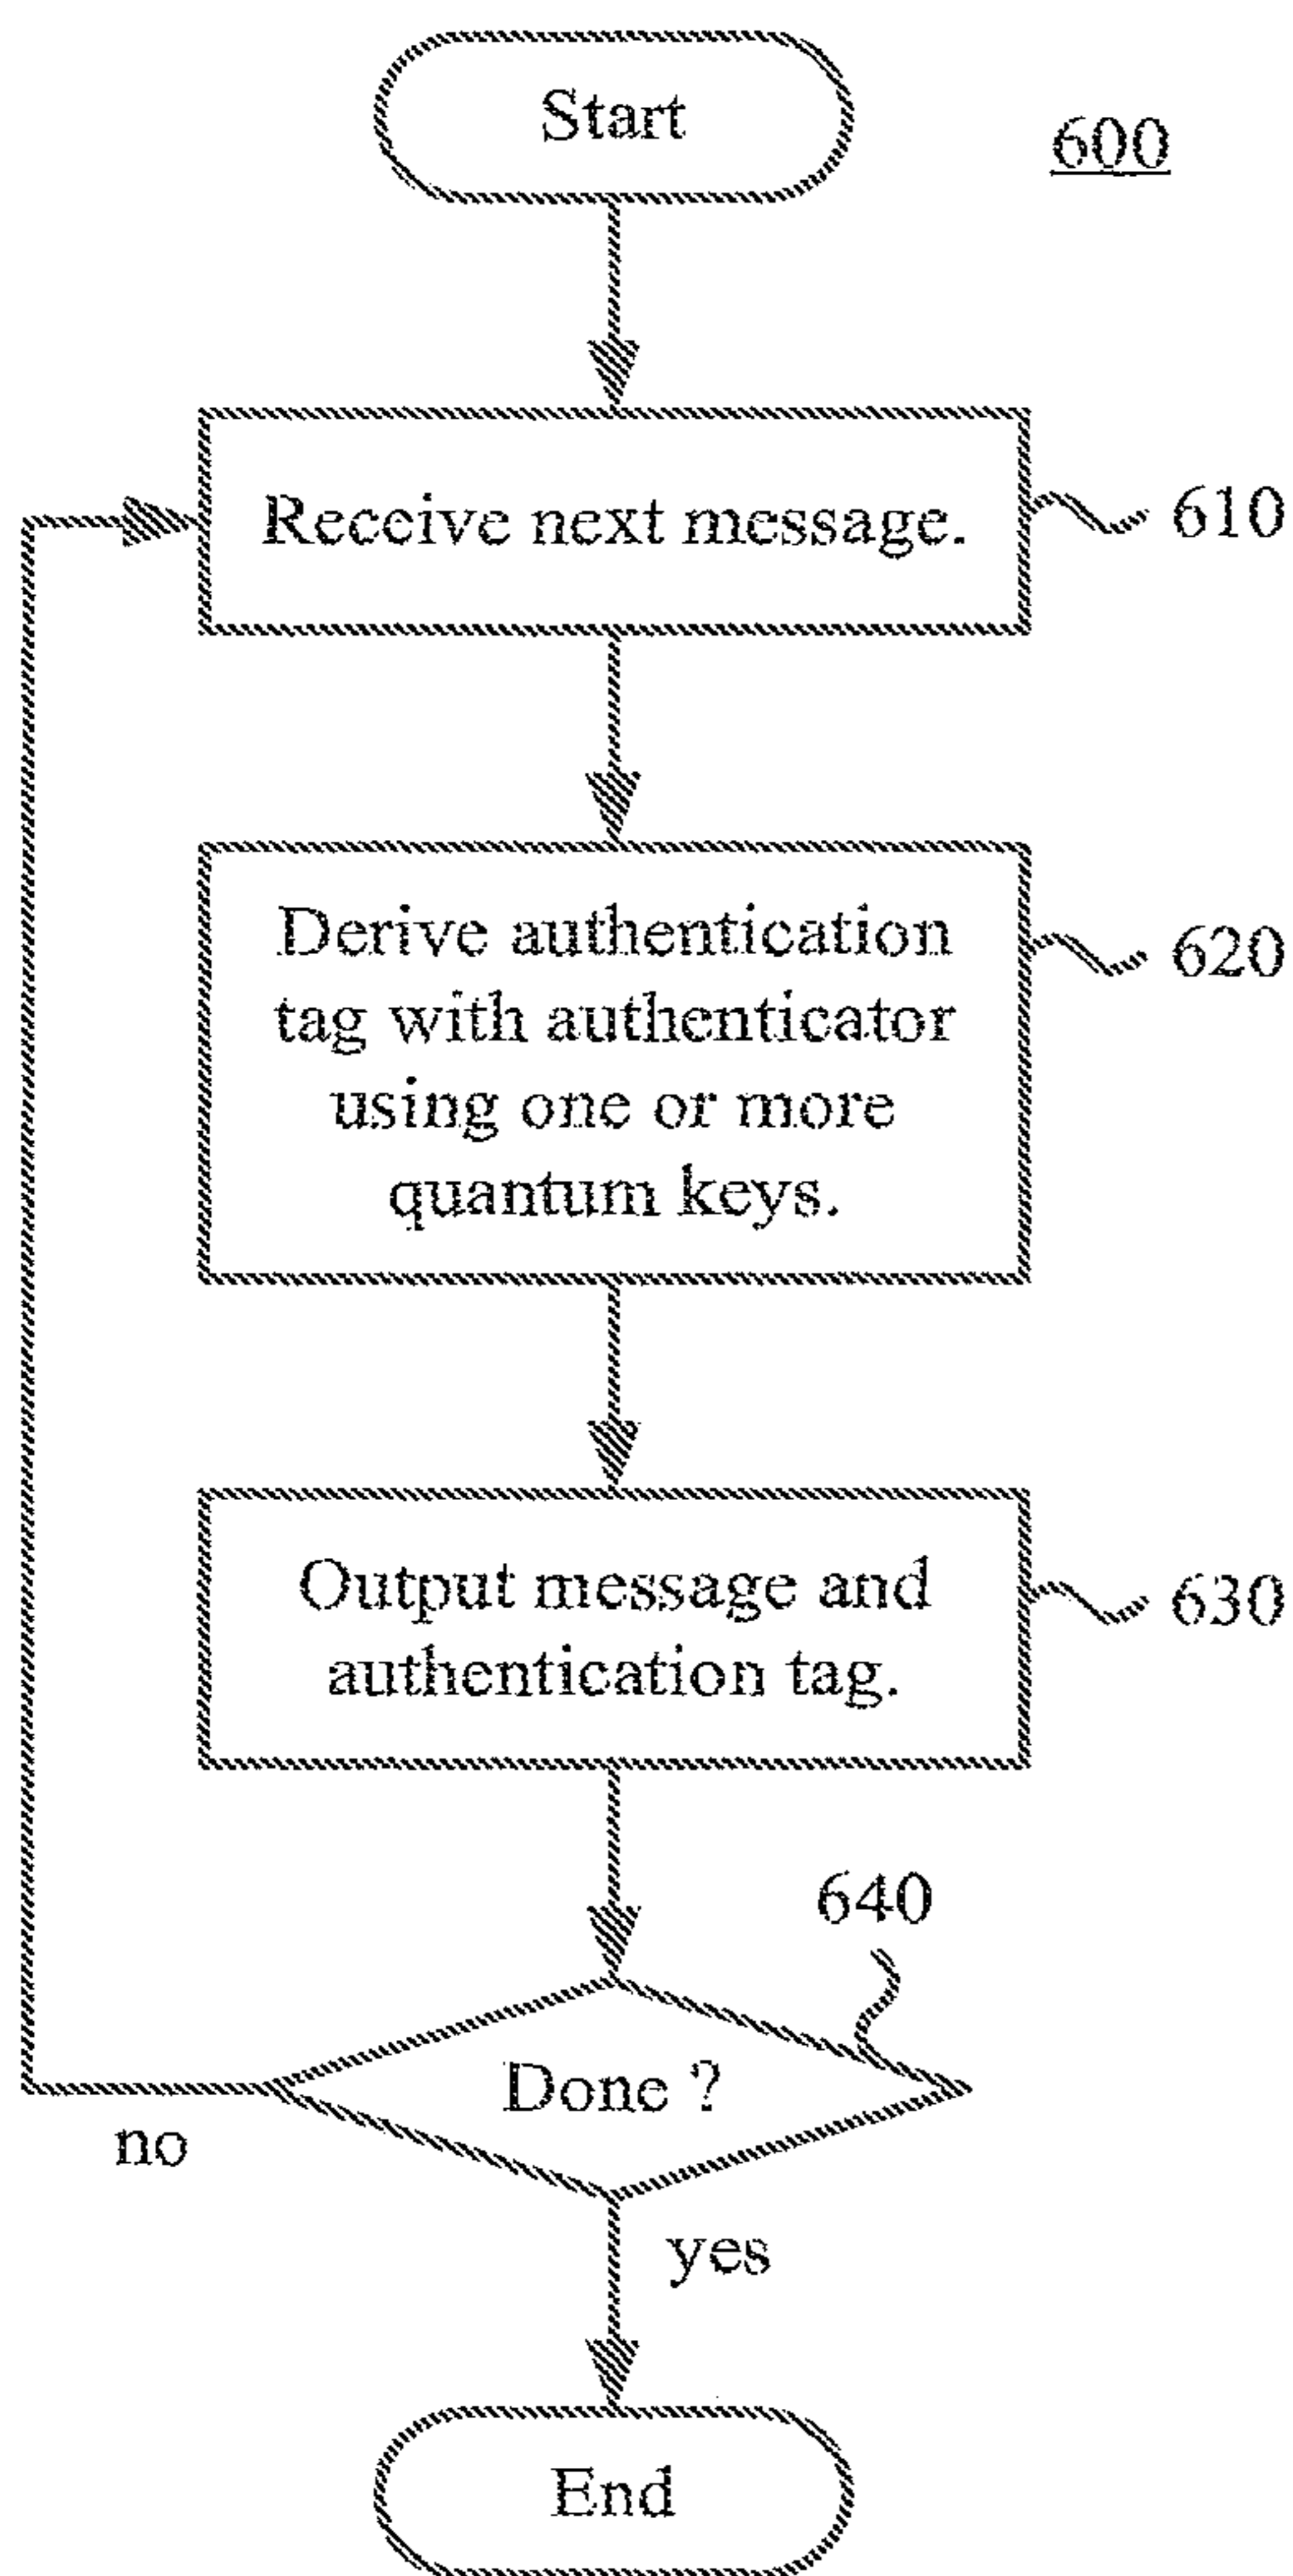 Start
600
Receive next message.
610
Derive authentication
tag with authenticator
using one or more
quantum keys.
620
Output message and
authentication tag.
630
640
Done ?
no
yes
End